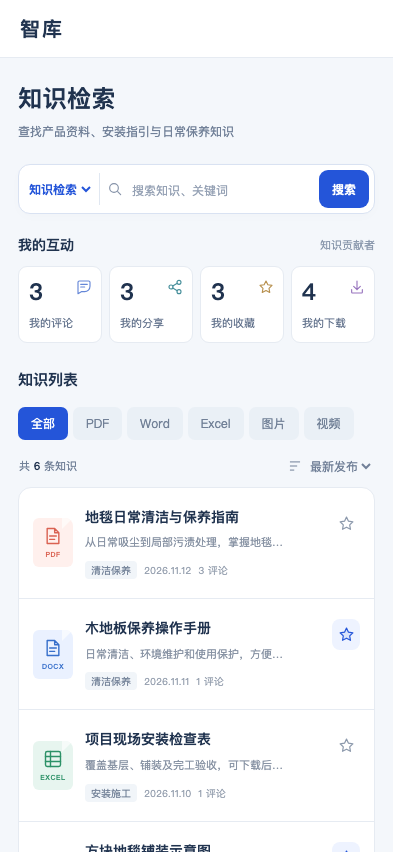 智库
知识检索
查找产品资料、安装指引与日常保养知识
知识检索 搜索知识、关键词 搜索
我的互动 知识贡献者
3 3 3 4
我的评论 我的分享 我的收藏 我的下载
知识列表
全部 PDF Word Excel 图片 视频
共 6 条知识 最新发布
地毯日常清洁与保养指南
从日常吸尘到局部污渍处理，掌握地毯...
PDF
清洁保养 2026.11.12 3 评论
木地板保养操作手册
日常清洁、环境维护和使用保护，方便...
DOCX
清洁保养 2026.11.11 1 评论
项目现场安装检查表
覆盖基层、铺装及完工验收，可下载后...
EXCEL
安装施工 2026.11.10 1 评论
方块地毯铺装示意图